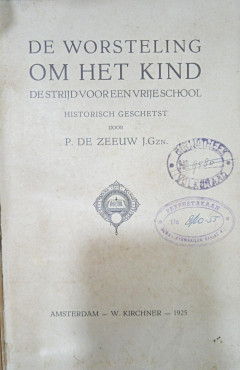 DE WORSTELING
OM HET KIND
DE STRIJD VOOR EEN VRIJE SCHOOL
HISTORISCH GESCHETST
DOOR
P. DE ZEEUW J.GZN.
BIBLIOTHEEK
AMSTERDAM — W. KIRCHNER — 1925